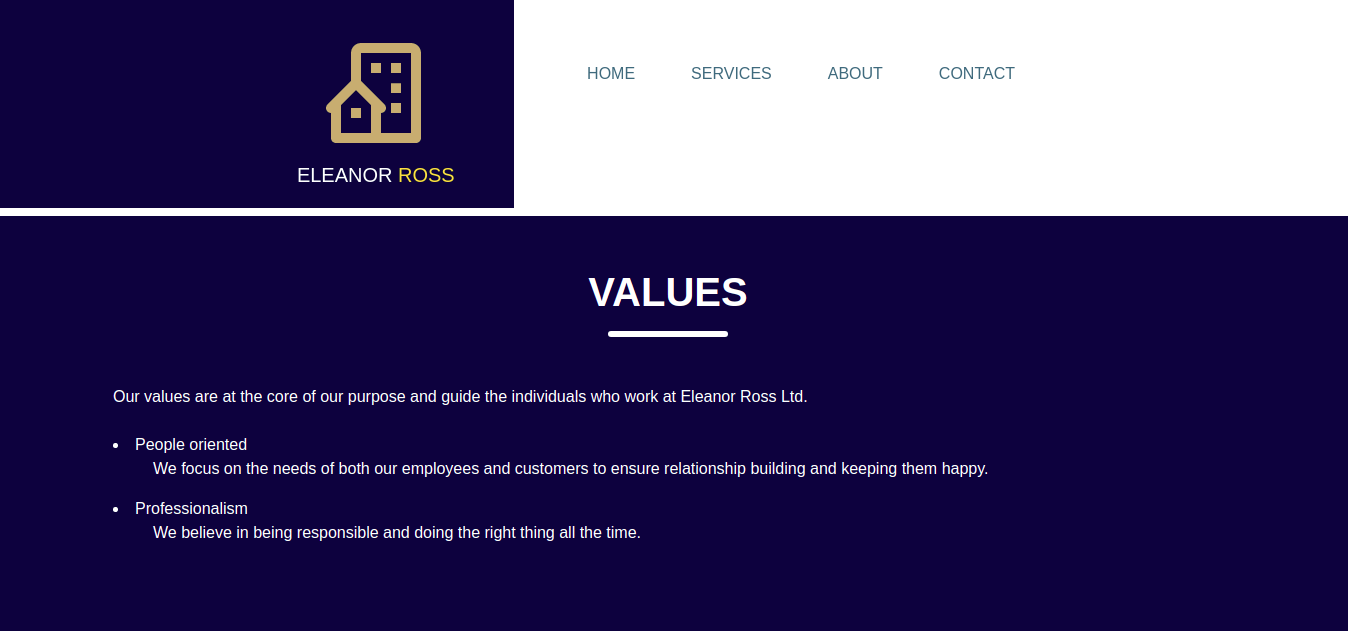 ELEANOR ROSS
HOME SERVICES ABOUT CONTACT
VALUES
Our values are at the core of our purpose and guide the individuals who work at Eleanor Ross Ltd.
• People oriented
We focus on the needs of both our employees and customers to ensure relationship building and keeping them happy.
• Professionalism
We believe in being responsible and doing the right thing all the time.